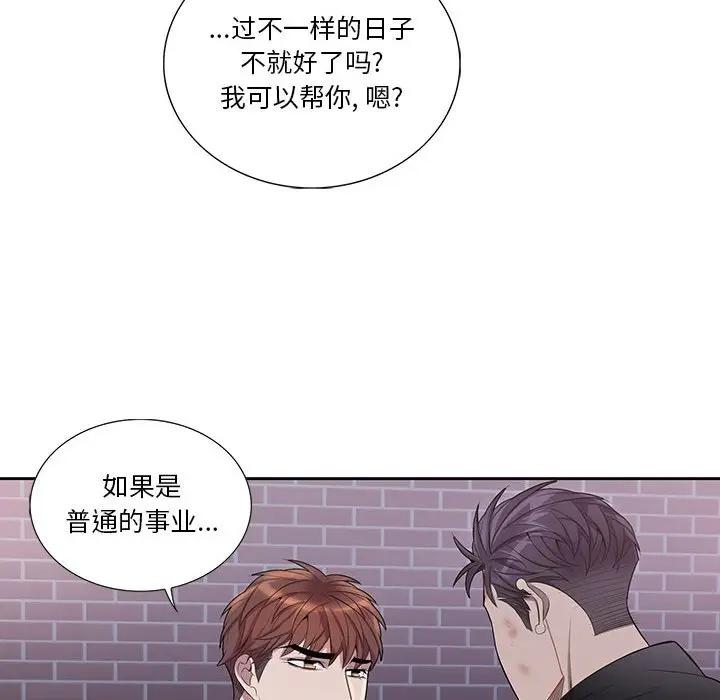 ...过不一样的日子
不就好了吗?
我可以帮你, 嗯?
如果是
普通的事业...